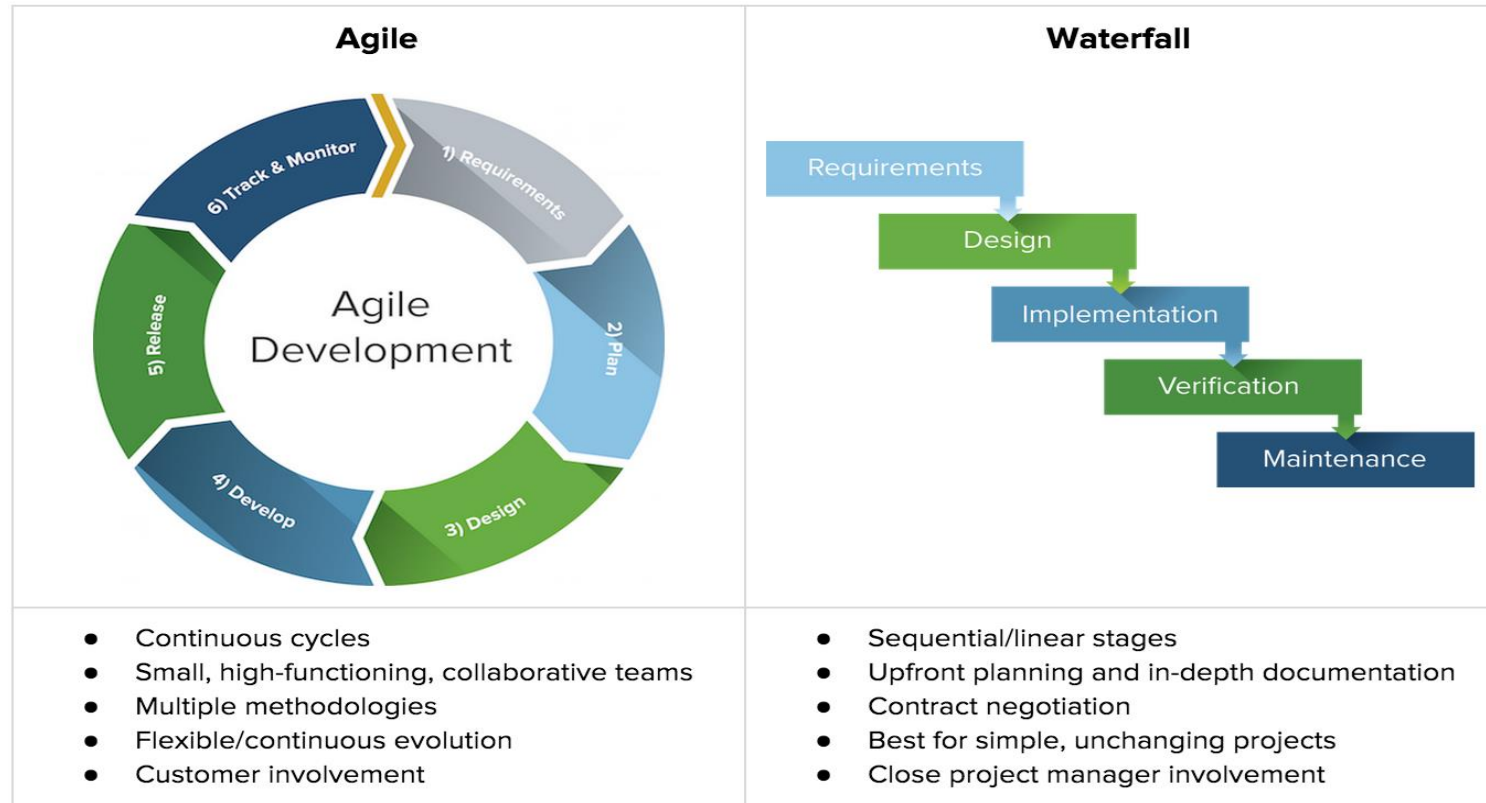 Agile
1) Requirements
2) Plan
3) Design
4) Develop
5) Release
6) Track & Monitor
Agile
Development
● Continuous cycles
● Small, high-functioning, collaborative teams
● Multiple methodologies
● Flexible/continuous evolution
● Customer involvement
Waterfall
Requirements
Design
Implementation
Verification
Maintenance
● Sequential/linear stages
● Upfront planning and in-depth documentation
● Contract negotiation
● Best for simple, unchanging projects
● Close project manager involvement